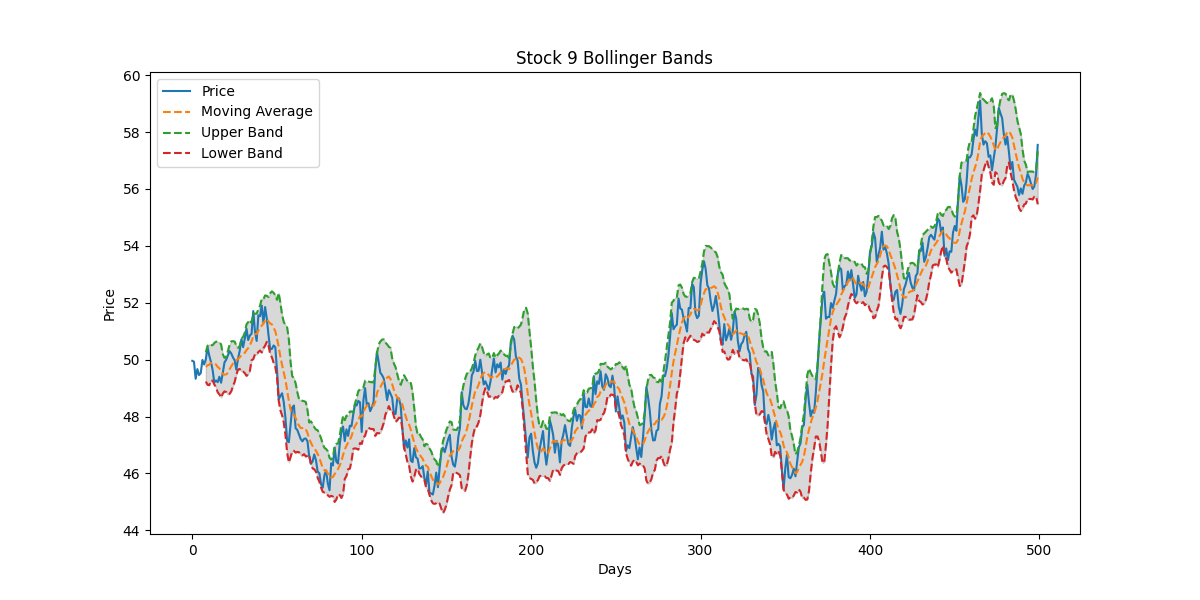 Stock 9 Bollinger Bands
Price
Moving Average
Upper Band
Lower Band
60
58
56
54
52
50
48
46
44
Price
0 100 200 300 400 500
Days